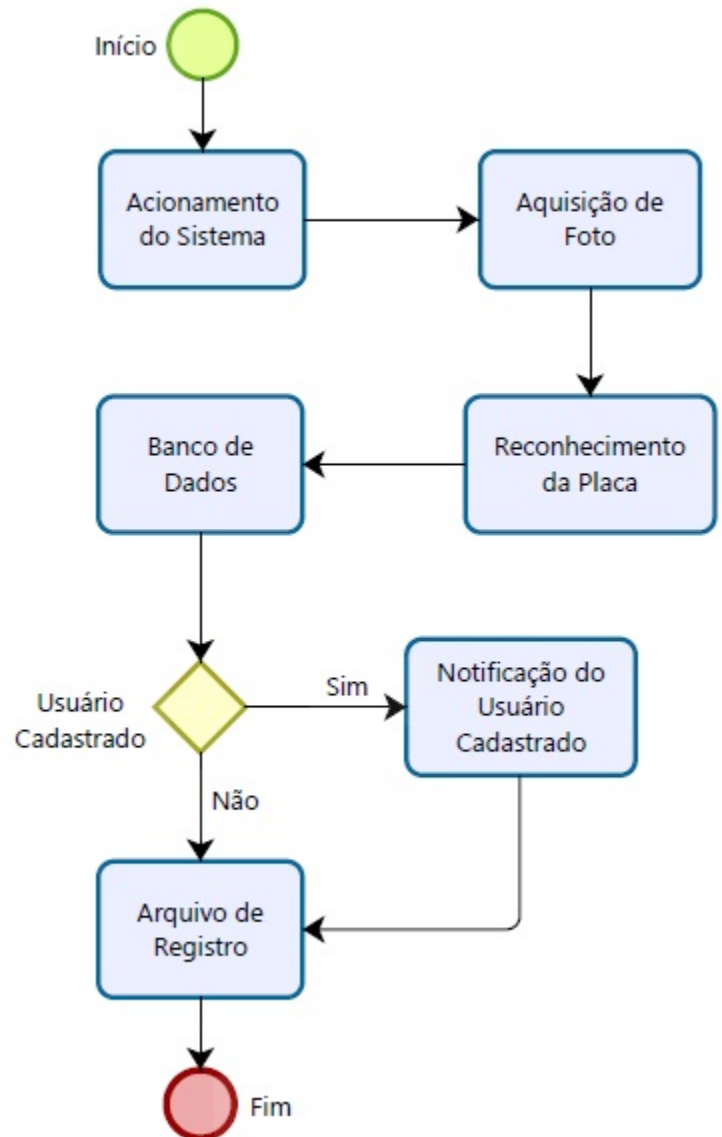 Início
Acionamento
do Sistema
Aquisição de
Foto
Reconhecimento
da Placa
Banco de
Dados
Usuário
Cadastrado
Sim
Notificação do
Usuário
Cadastrado
Não
Arquivo de
Registro
Fim